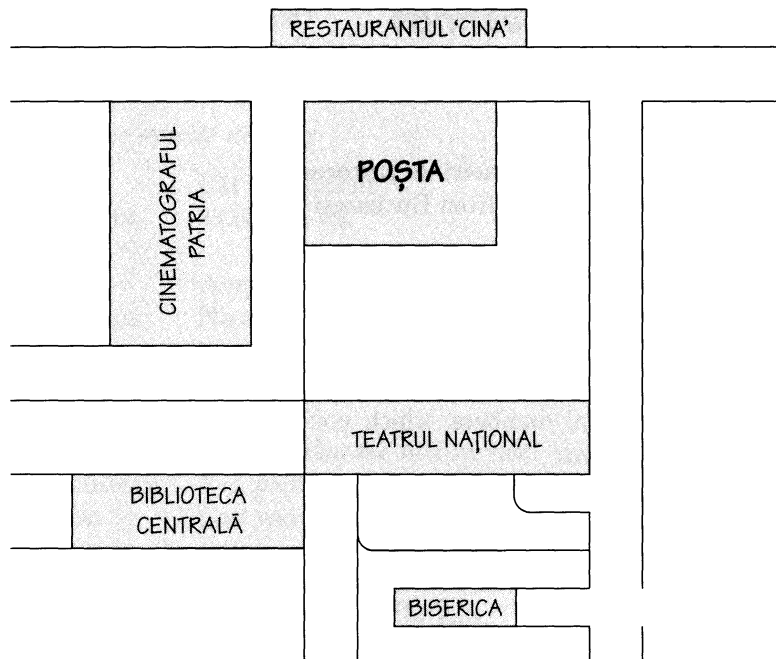 RESTAURANTUL 'CINA'
CINEMATOGRAFUL
PATRIA
POȘTA
TEATRUL NAȚIONAL
BIBLIOTECA
CENTRALĂ
BISERICA